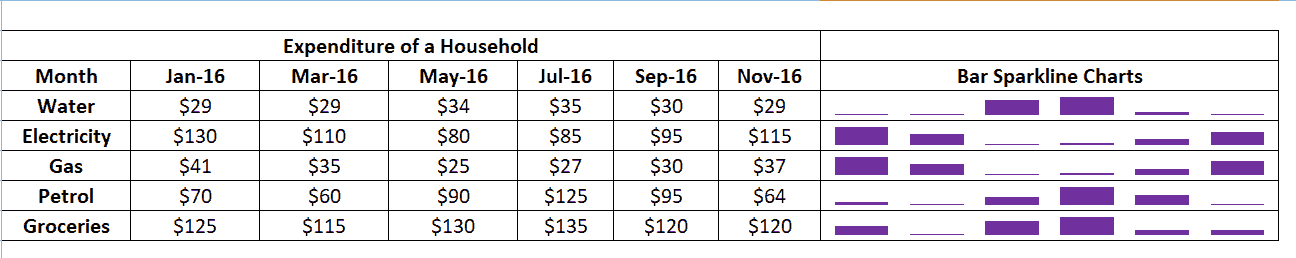 Expenditure of a Household
Month Jan-16 Mar-16 May-16 Jul-16 Sep-16 Nov-16 Bar Sparkline Charts
Water $29 $29 $34 $35 $30 $29
Electricity $130 $110 $80 $85 $95 $115
Gas $41 $35 $25 $27 $30 $37
Petrol $70 $60 $90 $125 $95 $64
Groceries $125 $115 $130 $135 $120 $120